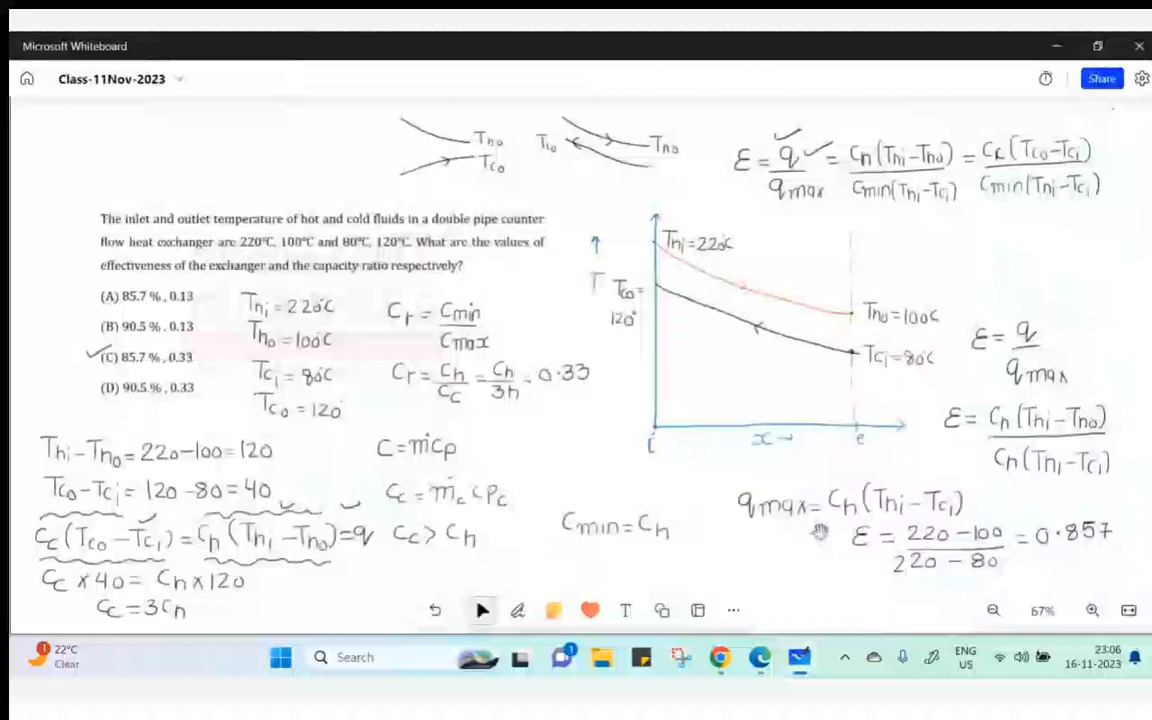 Microsoft Whiteboard
Class-11Nov-2023
Share
Tho
Tco
Tco
Tho
ε = q/qmax = Ch(Thi-Tho)/Cmin(Thi-Tci) = Cc(Tco-Tci)/Cmin(Thi-Tci)
The inlet and outlet temperature of hot and cold fluids in a double pipe counter
flow heat exchanger are 220°C, 100°C and 80°C, 120°C. What are the values of
effectiveness of the exchanger and the capacity ratio respectively?
(A) 85.7 % , 0.13
(B) 90.5 % , 0.13
(C) 85.7 % , 0.33
(D) 90.5 % , 0.33
Thi = 220°C
Tho = 100°C
Tci = 80°C
Tco = 120°
Cr = Cmin/Cmax
Cr = Ch/Cc = Ch/3h = 0.33
T
Thi = 220°C
Tco =
120°
Tho = 100°C
Tci = 80°C
i
x →
e
ε = q/qmax
ε = Ch(Thi-Tho)/Ch(Thi-Tci)
Thi-Tho = 220-100 = 120
Tco-Tci = 120-80 = 40
Cc(Tco-Tci) = Ch(Thi-Tho) = q
Cc × 40 = Ch × 120
Cc = 3Ch
C = ṁcp
Cc = ṁc cpc
Cc > Ch
Cmin = Ch
qmax = Ch(Thi-Tci)
ε = 220-100/220-80 = 0.857
67%
22°C
Clear
Search
1
ENG
US
23:06
16-11-2023